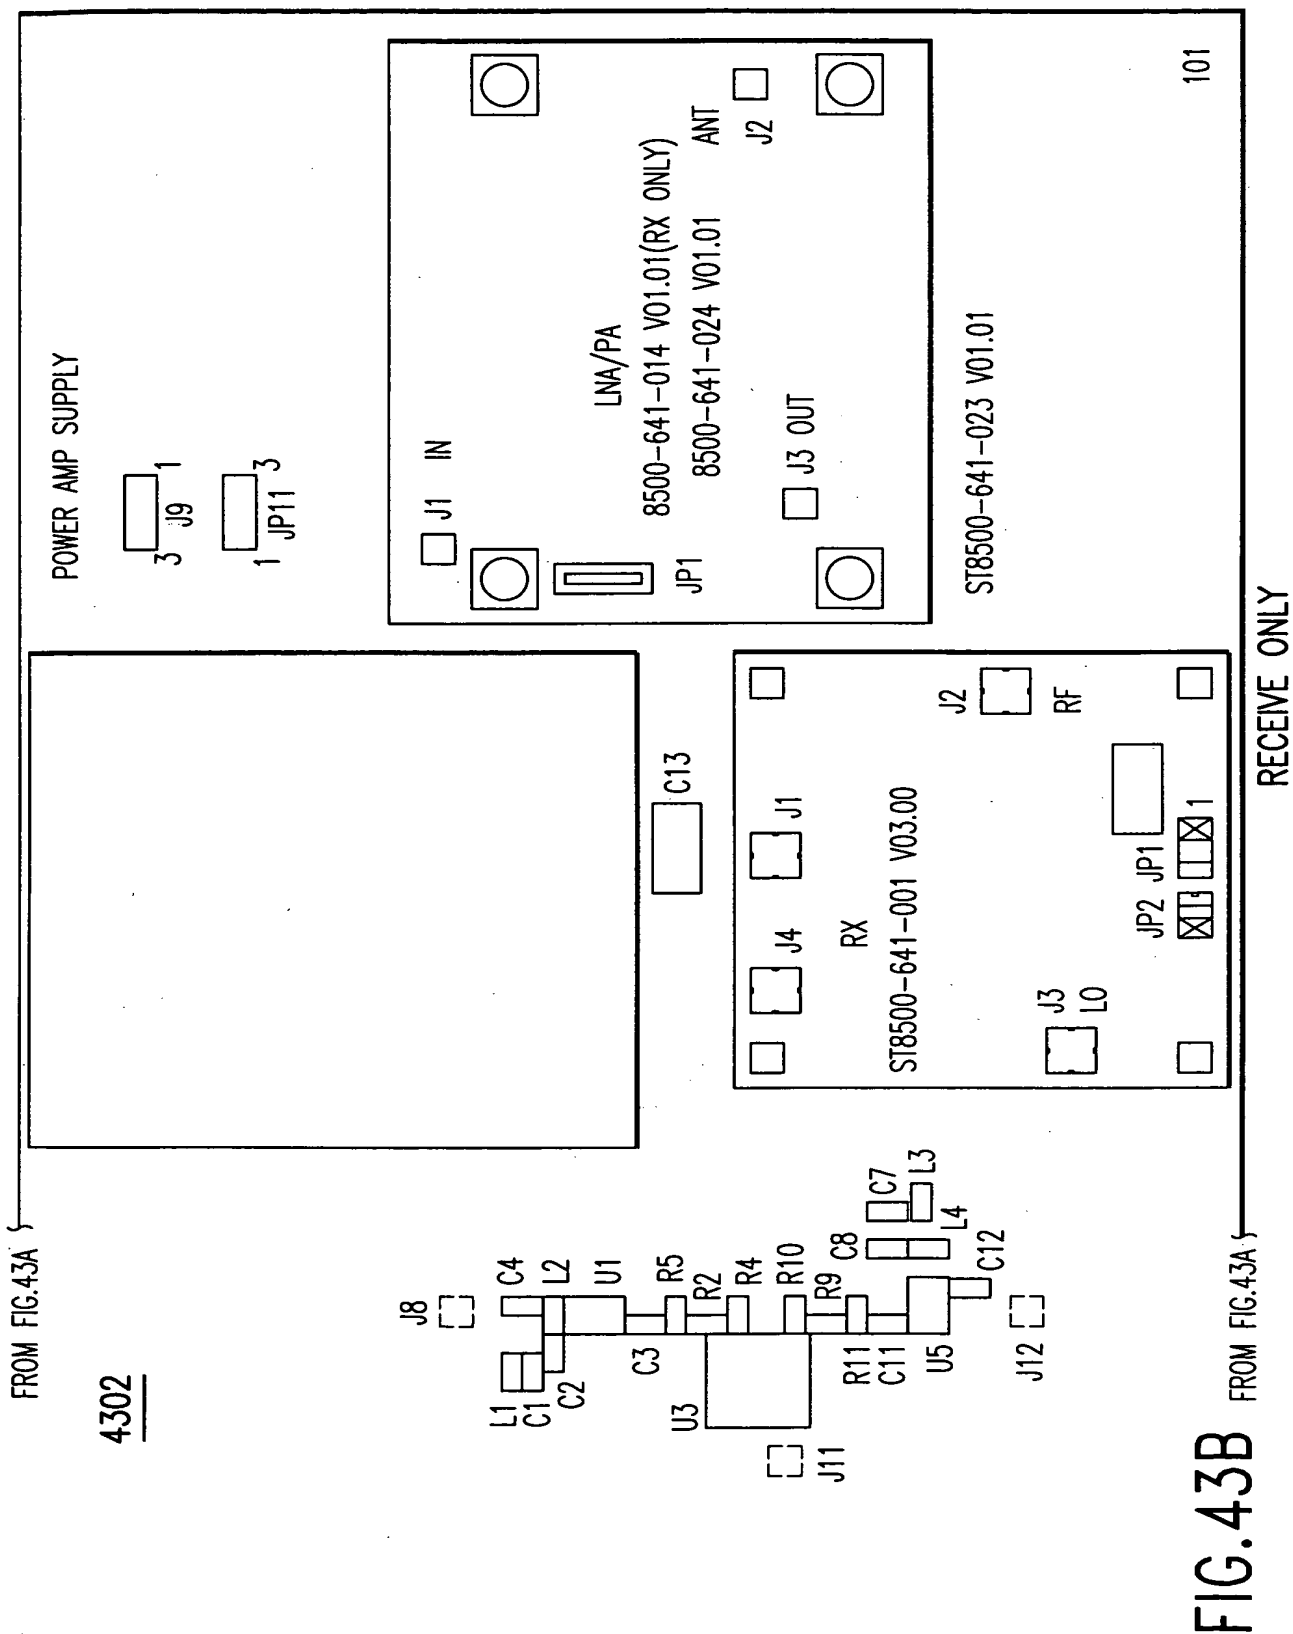 FROM FIG.43A
4302
POWER AMP SUPPLY
3
1
J9
1
3
JP11
J8
L1
C1
C2
C4
L2
U1
C3
R5
R2
R4
U3
J11
R10
R9
R11
C11
U5
C8
C7
L3
L4
C12
J12
C13
J1 IN
JP1
LNA/PA
8500-641-014 V01.01(RX ONLY)
8500-641-024 V01.01
ANT
J2
J3 OUT
ST8500-641-023 V01.01
J4
J1
RX
ST8500-641-001 V03.00
J2
RF
J3
LO
JP2
JP1
1
101
FROM FIG.43A
RECEIVE ONLY
FIG.43B